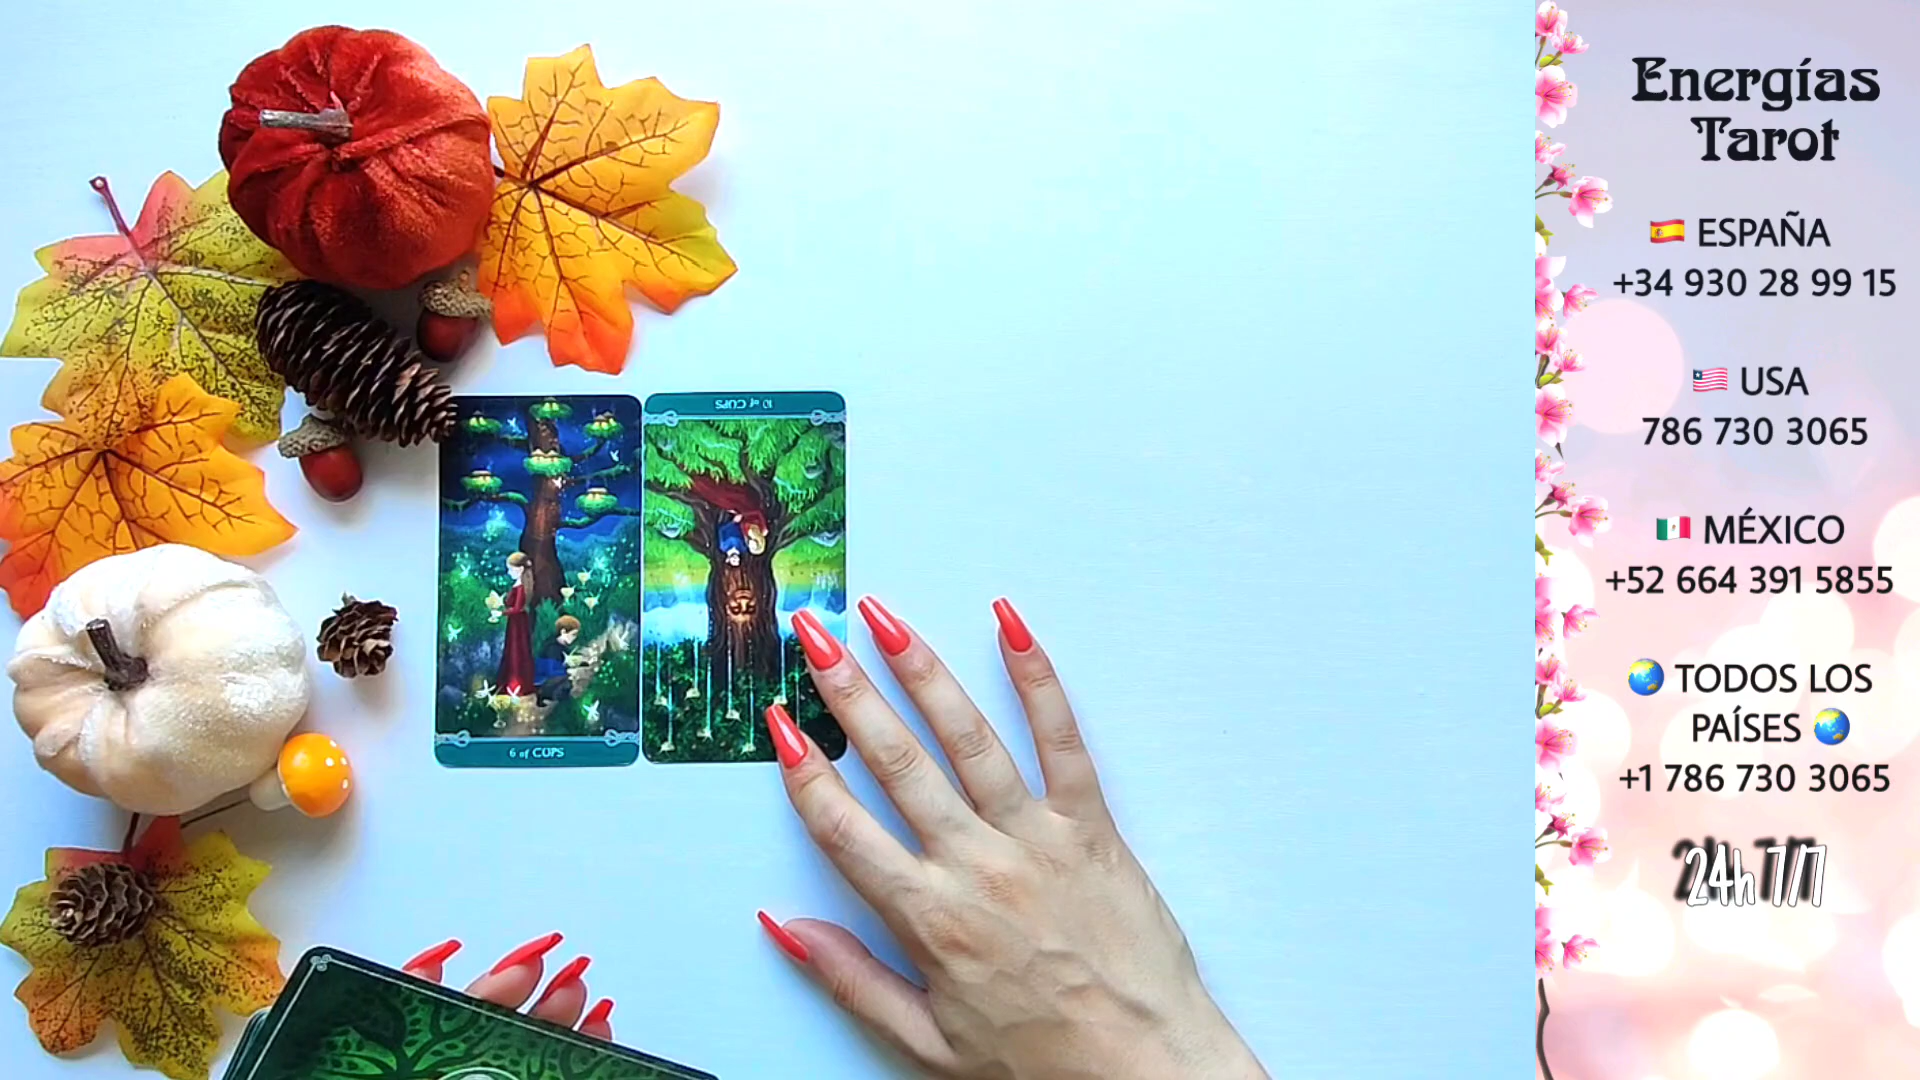 Energías
Tarot
ESPAÑA
+34 930 28 99 15
USA
786 730 3065
MÉXICO
+52 664 391 5855
TODOS LOS
PAÍSES
+1 786 730 3065
24h 7/7
10 of CUPS
6 of CUPS